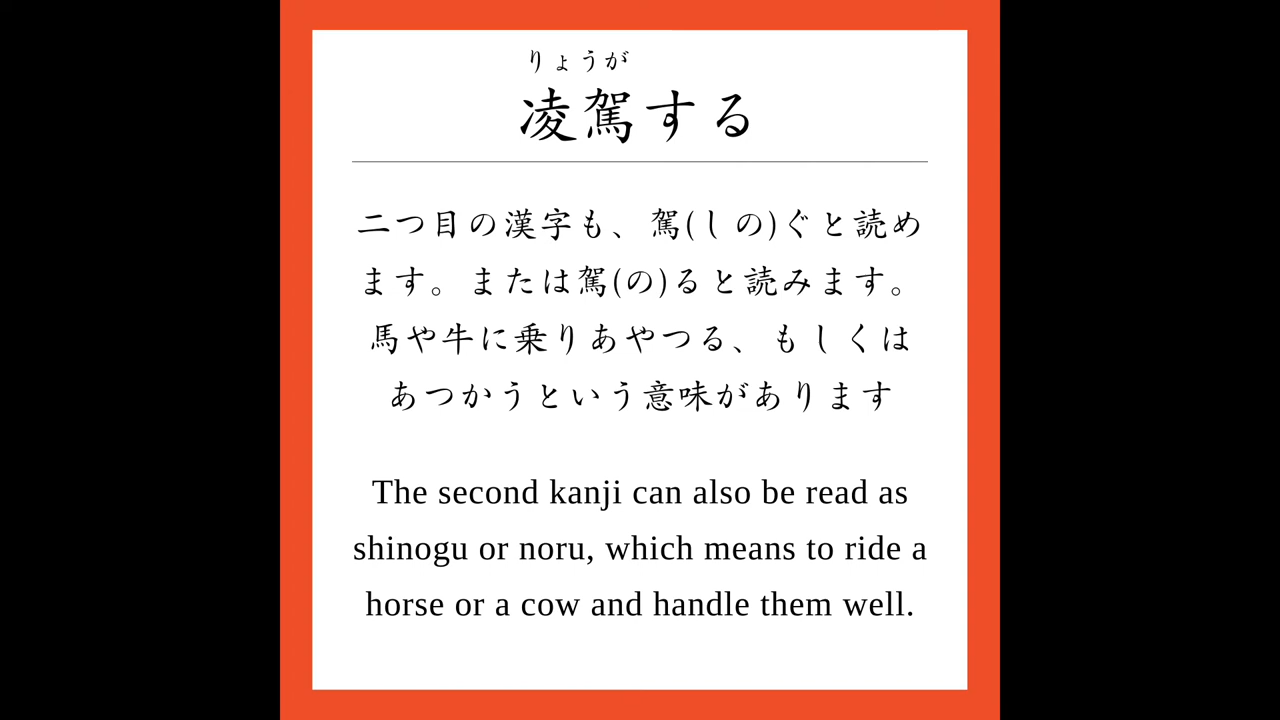 りょうが
凌駕する
二つ目の漢字も、駕(しの)ぐと読め
ます。または駕(の)ると読みます。
馬や牛に乗りあやつる、もしくは
あつかうという意味があります
The second kanji can also be read as
shinogu or noru, which means to ride a
horse or a cow and handle them well.